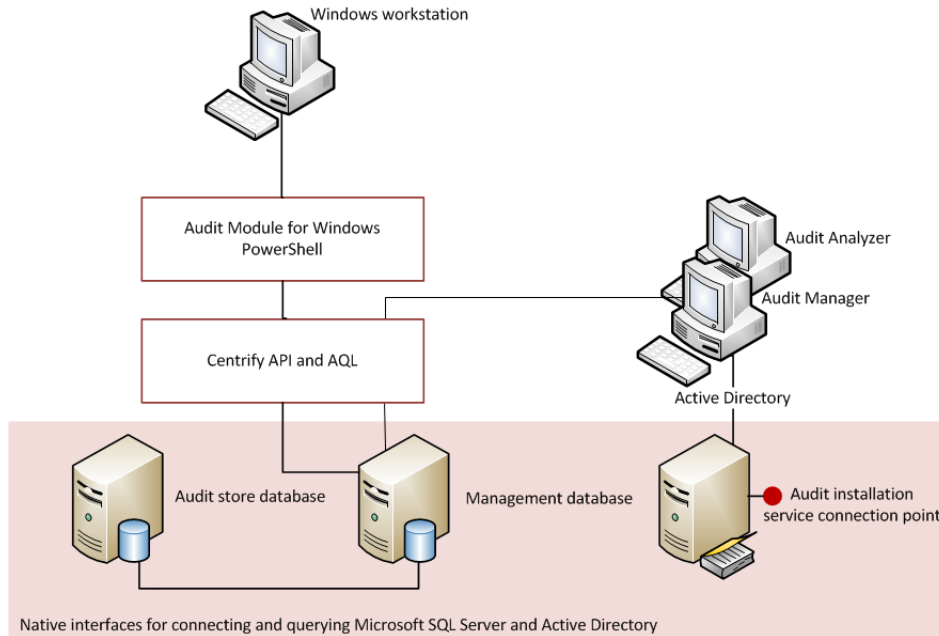 Windows workstation
Audit Module for Windows
PowerShell
Audit Analyzer
Audit Manager
Centrify API and AQL
Active Directory
Audit store database
Management database
Audit installation
service connection point
Native interfaces for connecting and querying Microsoft SQL Server and Active Directory